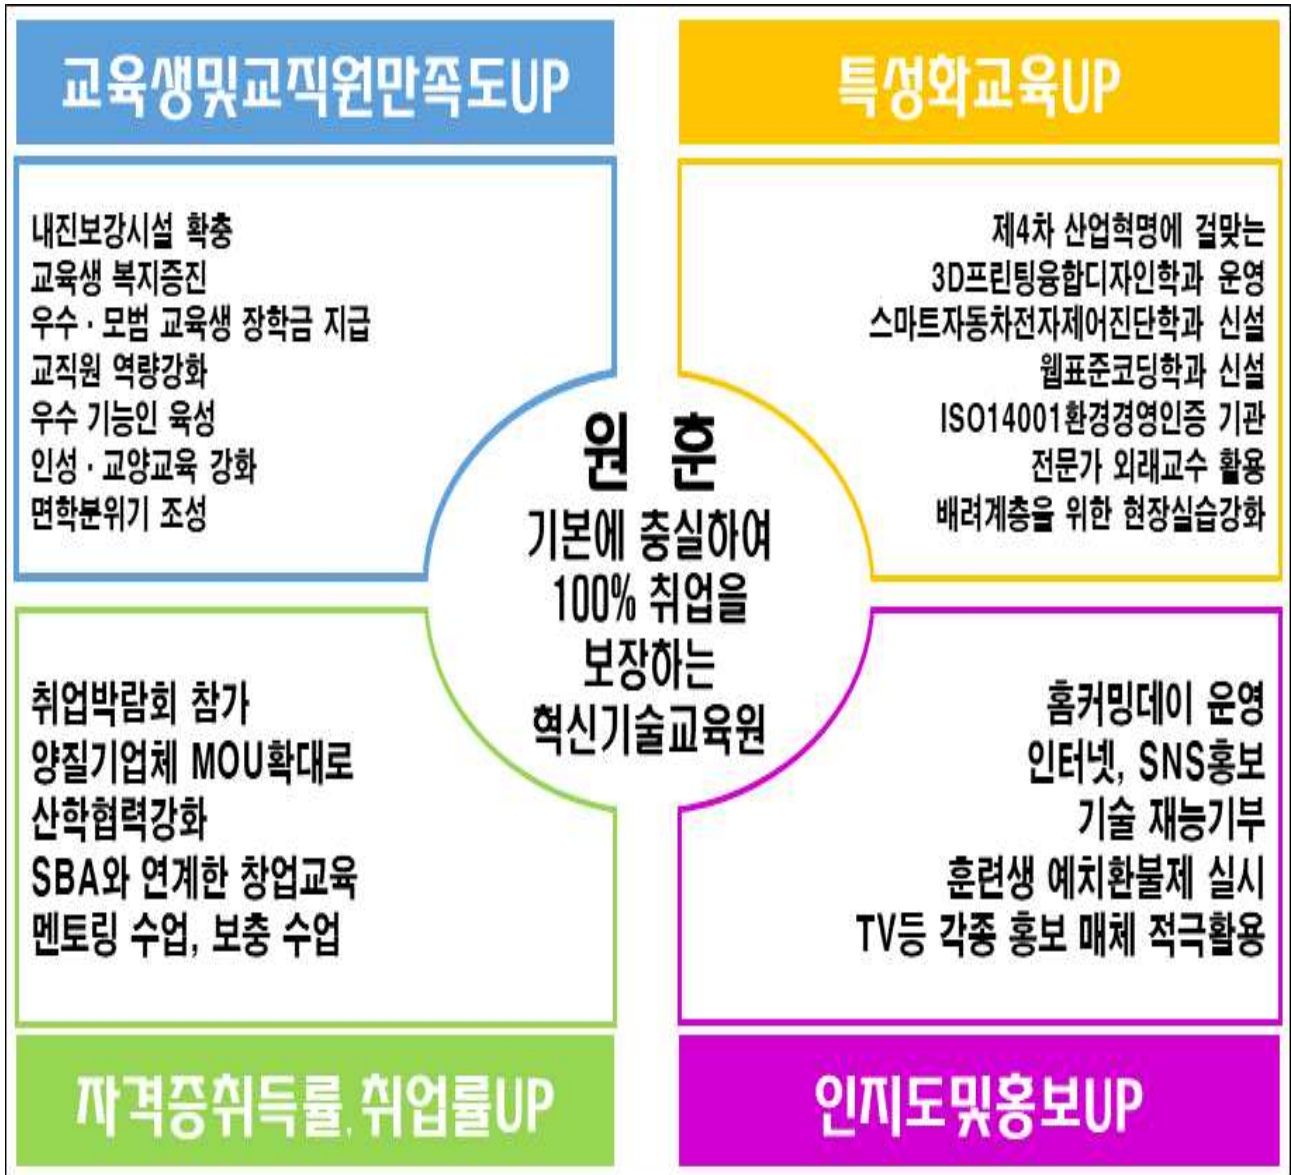 교육생및교직원만족도UP
내진보강시설 확충
교육생 복지증진
우수·모범 교육생 장학금 지급
교직원 역량강화
우수 기능인 육성
인성·교양교육 강화
면학분위기 조성
특성화교육UP
제4차 산업혁명에 걸맞는
3D프린팅융합디자인학과 운영
스마트자동차전자제어진단학과 신설
웹표준코딩학과 신설
ISO14001환경경영인증 기관
전문가 외래교수 활용
배려계층을 위한 현장실습강화
원 훈
기본에 충실하여
100% 취업을
보장하는
혁신기술교육원
취업박람회 참가
양질기업체 MOU확대로
산학협력강화
SBA와 연계한 창업교육
멘토링 수업, 보충 수업
자격증취득률, 취업률UP
홈커밍데이 운영
인터넷, SNS홍보
기술 재능기부
훈련생 예치환불제 실시
TV등 각종 홍보 매체 적극활용
인지도및홍보UP